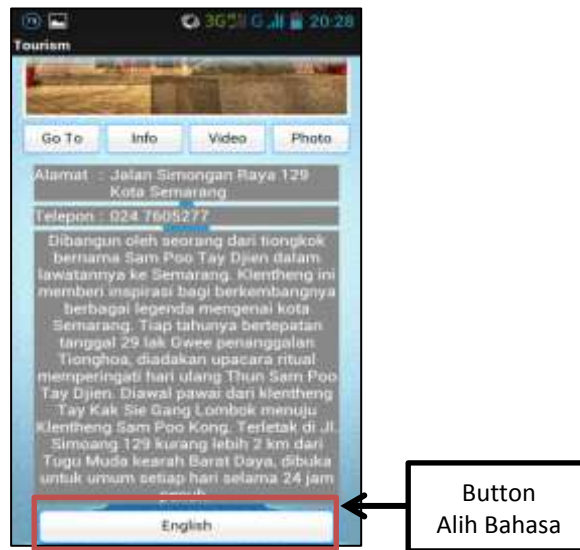 3G G 20:28
Tourism
Go To Info Video Photo
Alamat : Jalan Simongan Raya 129
Kota Semarang
Telepon : 024 7605277
Dibangun oleh seorang dari tiongkok
bernama Sam Poo Tay Djien dalam
lawatannya ke Semarang. Klentheng ini
memberi inspirasi bagi berkembangnya
berbagai legenda mengenai kota
Semarang. Tiap tahunya bertepatan
tanggal 29 lak Gwee penanggalan
Tionghoa, diadakan upacara ritual
memperingati hari ulang Thun Sam Poo
Tay Djien. Diawal pawai dari klentheng
Tay Kak Sie Gang Lombok menuju
Klentheng Sam Poo Kong. Terletak di Jl.
Simoang 129 kurang lebih 2 km dari
Tugu Muda kearah Barat Daya, dibuka
untuk umum setiap hari selama 24 jam
English
Button
Alih Bahasa